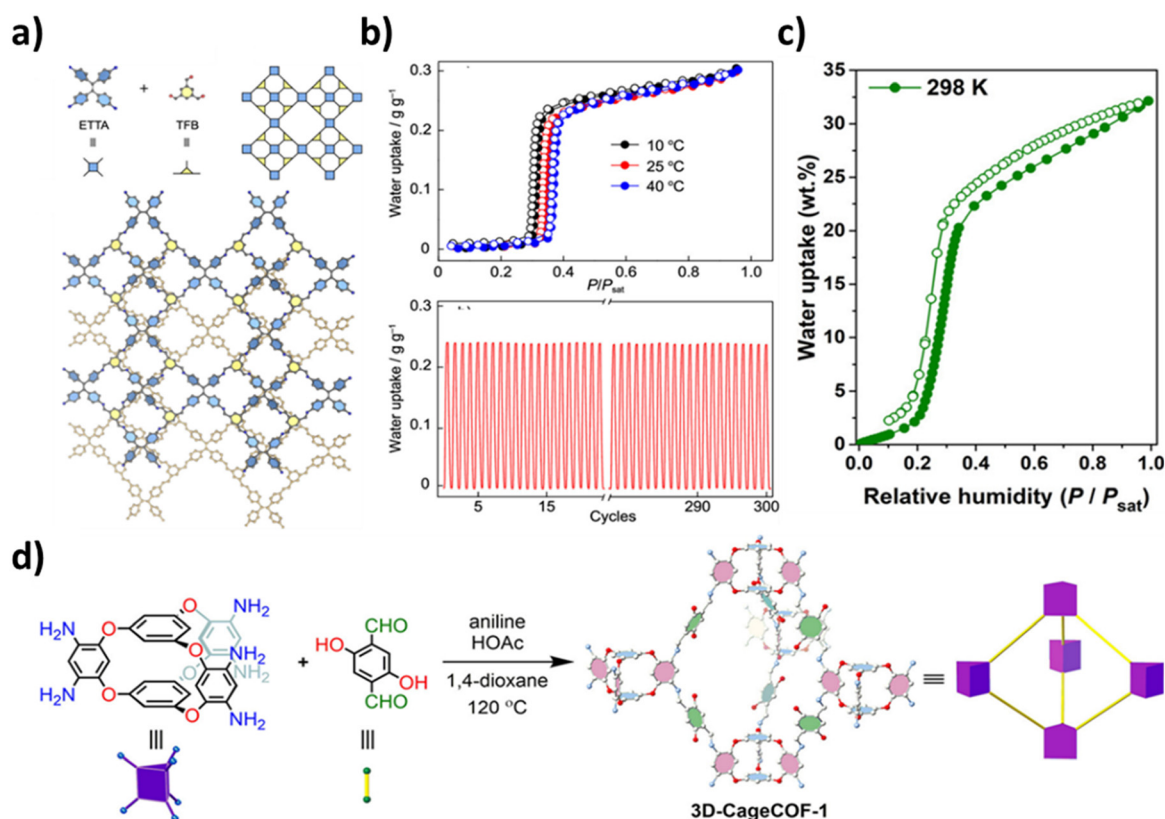 a)
ETTA
+
TFB
≡
≡
b)
Water uptake / g g⁻¹
0.3
0.2
0.1
0
10 ºC
25 ºC
40 ºC
0
0.2
0.4
0.6
0.8
1.0
P/Psat
Water uptake / g g⁻¹
0.3
0.2
0.1
0
5
15
290
300
Cycles
c)
298 K
Water uptake (wt.%)
35
30
25
20
15
10
5
0
0.0
0.2
0.4
0.6
0.8
1.0
Relative humidity (P / Psat)
d)
H₂N
H₂N
O
O
O
O
O
O
NH₂
NH₂
NH₂
NH₂
+
CHO
HO
OH
CHO
aniline
HOAc
1,4-dioxane
120 ºC
≡
≡
≡
3D-CageCOF-1